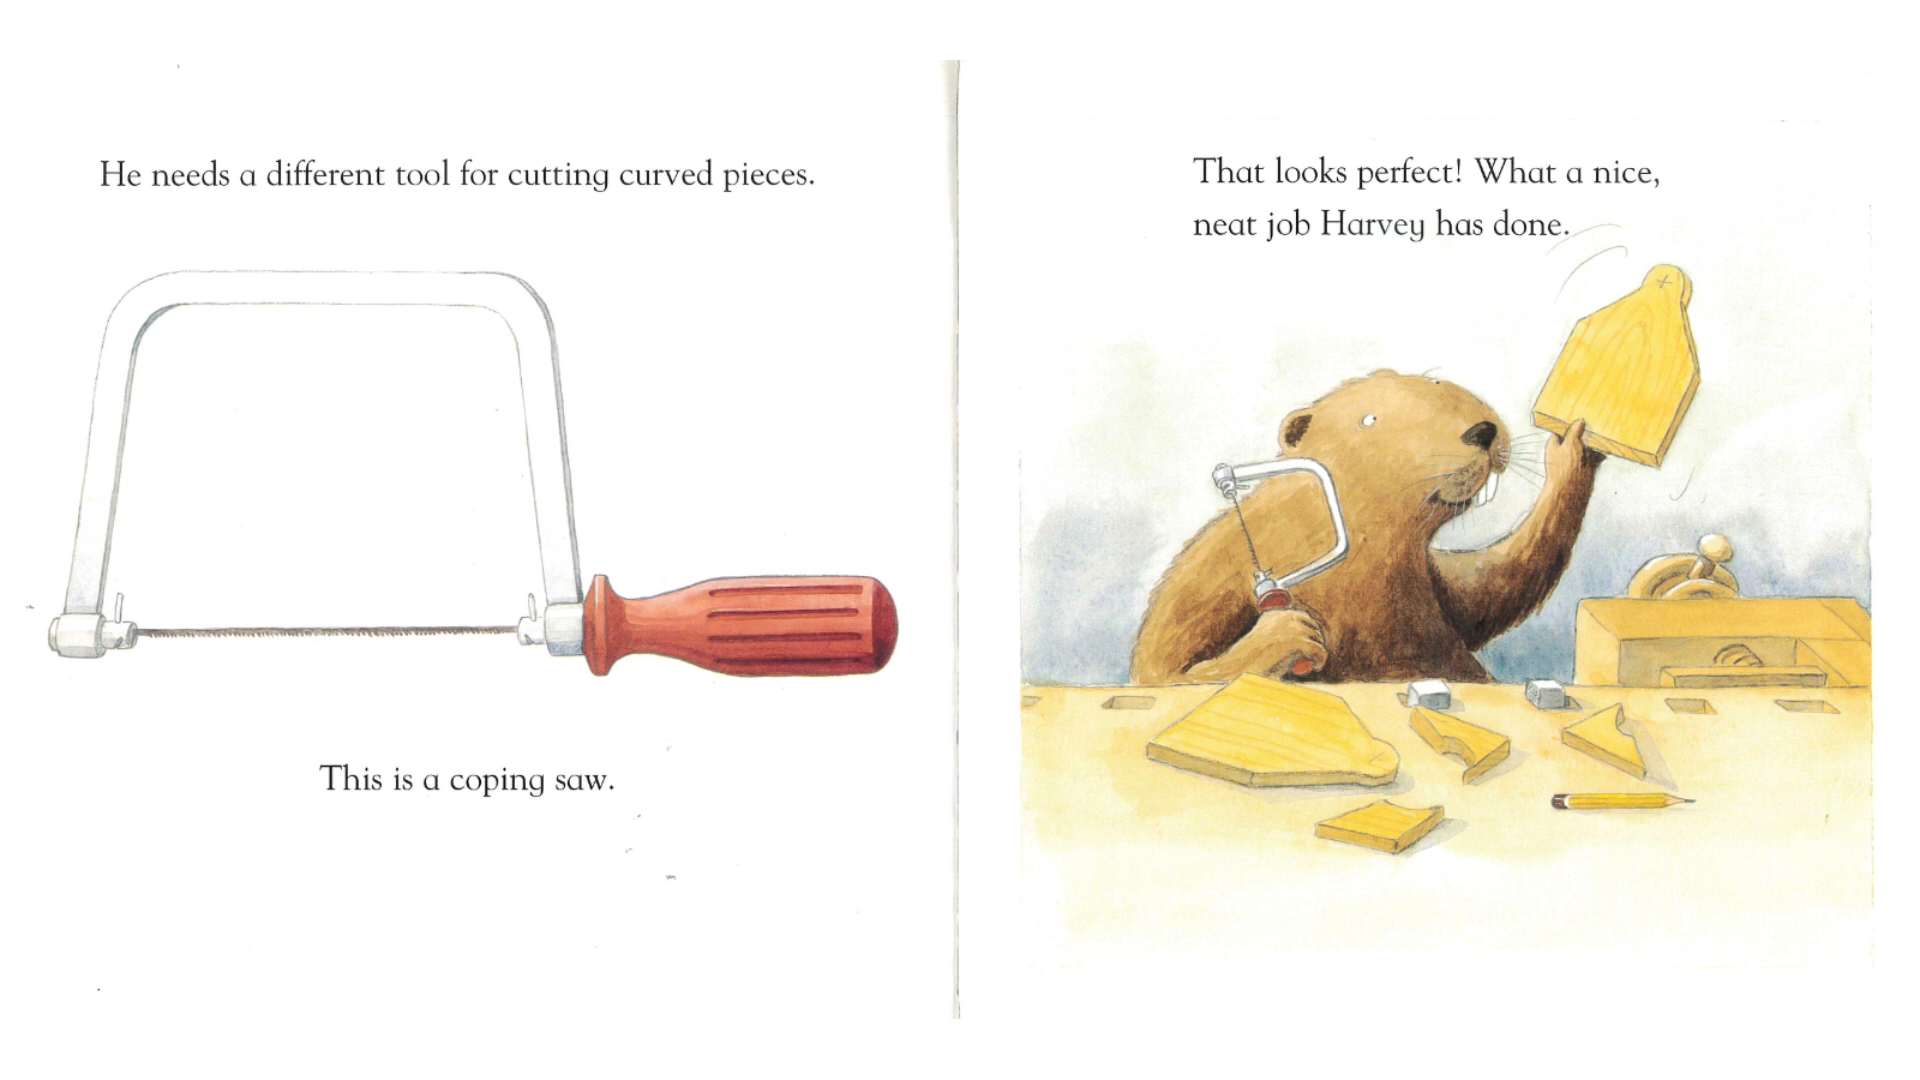 He needs a different tool for cutting curved pieces.
This is a coping saw.
That looks perfect! What a nice,
neat job Harvey has done.